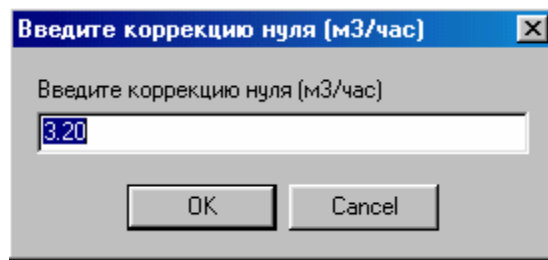 Введите коррекцию нуля (м3/час)
Введите коррекцию нуля (м3/час)
3.20
OK
Cancel